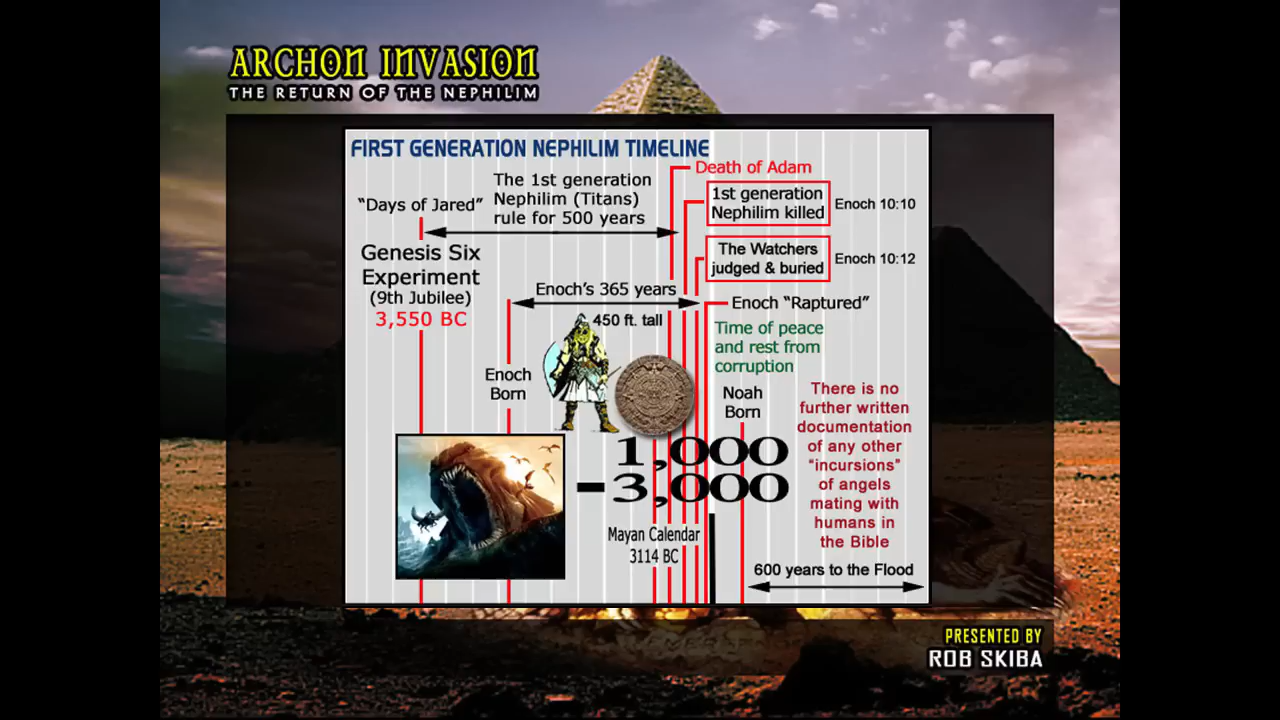 ARCHON INVASION
THE RETURN OF THE NEPHILIM
FIRST GENERATION NEPHILIM TIMELINE
Death of Adam
The 1st generation
Nephilim (Titans)
rule for 500 years
"Days of Jared"
1st generation
Nephilim killed
Enoch 10:10
Genesis Six
Experiment
(9th Jubilee)
3,550 BC
The Watchers
judged & buried
Enoch 10:12
Enoch's 365 years
Enoch "Raptured"
450 ft. tall
Time of peace
and rest from
corruption
Enoch
Born
Noah
Born
There is no
further written
documentation
of any other
"incursions"
of angels
mating with
humans in
the Bible
1,000
-3,000
Mayan Calendar
3114 BC
600 years to the Flood
PRESENTED BY
ROB SKIBA